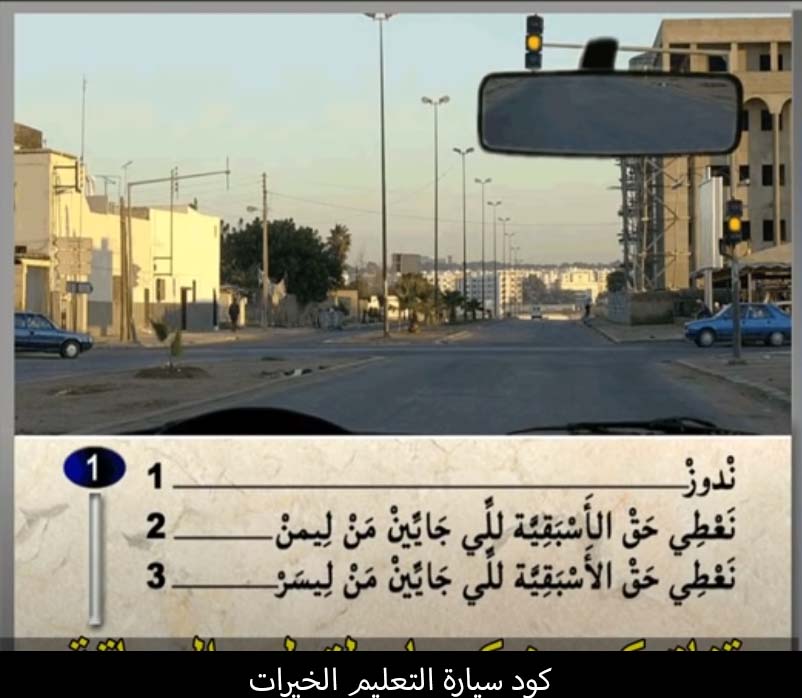 1
نْدوزْ 1
نَعْطِي حَقْ الأَسْبَقِيَّة للِّي جَايِّينْ مَنْ لِيمنْ 2
نَعْطِي حَقْ الأَسْبَقِيَّة للِّي جَايِّينْ مَنْ لِيسَرْ 3
كود سيارة التعليم الخيرات